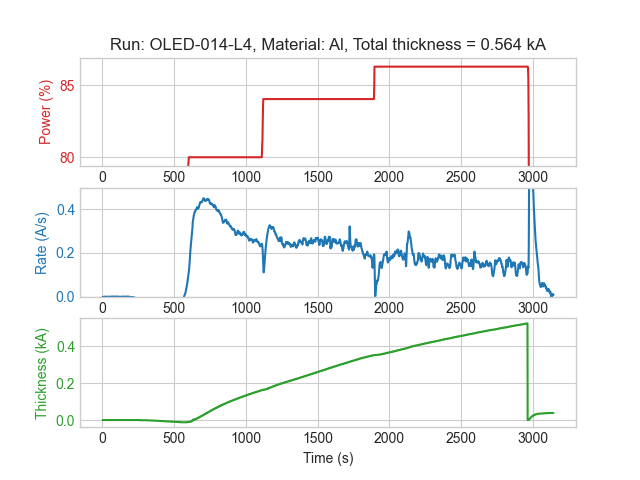 Run: OLED-014-L4, Material: Al, Total thickness = 0.564 kA
Power (%)
85
80
0 500 1000 1500 2000 2500 3000
Rate (A/s)
0.4
0.2
0.0
0 500 1000 1500 2000 2500 3000
Thickness (kA)
0.4
0.2
0.0
0 500 1000 1500 2000 2500 3000
Time (s)